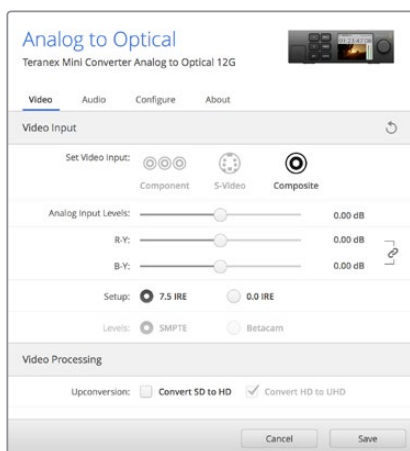 Analog to Optical
Teranex Mini Converter Analog to Optical 12G
Video Audio Configure About
Video Input
Set Video Input:
Component S-Video Composite
Analog Input Levels: 0.00 dB
R-Y: 0.00 dB
B-Y: 0.00 dB
Setup: 7.5 IRE 0.0 IRE
Levels: SMPTE Betacam
Video Processing
Upconversion: Convert SD to HD Convert HD to UHD
Cancel Save